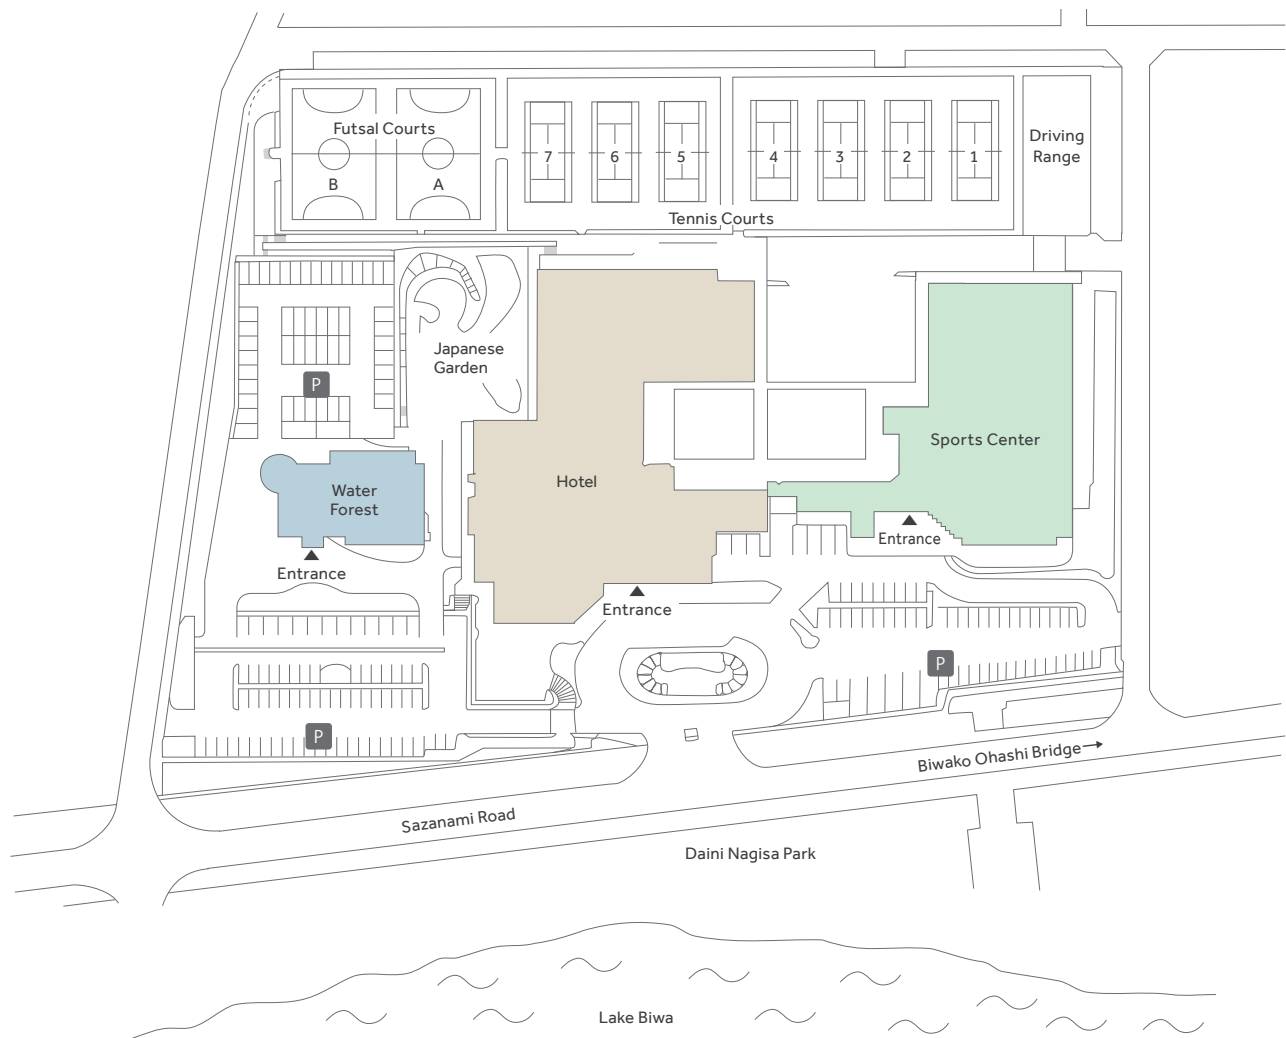 Futsal Courts
B
A
7
6
5
4
3
2
1
Driving
Range
Tennis Courts
Japanese
Garden
P
Sports Center
Hotel
Water
Forest
Entrance
Entrance
Entrance
P
P
Biwako Ohashi Bridge→
Sazanami Road
Daini Nagisa Park
Lake Biwa